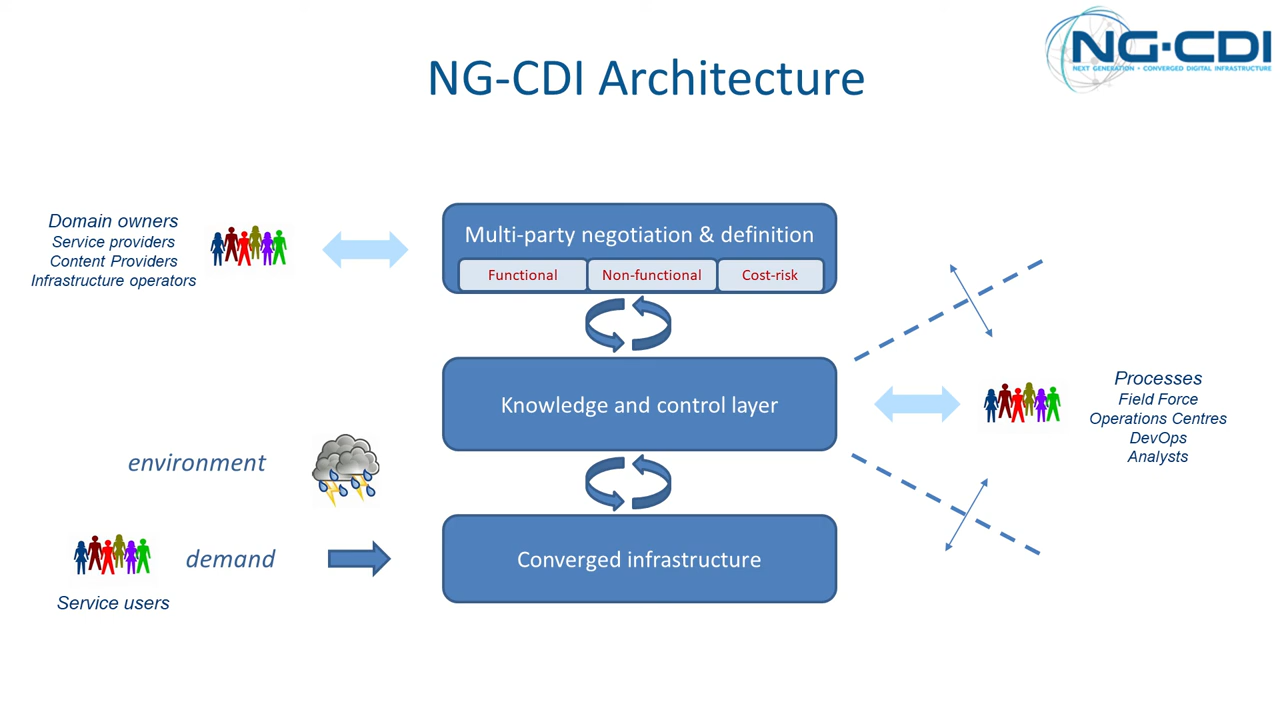 NG-CDI
NEXT GENERATION • CONVERGED DIGITAL INFRASTRUCTURE
NG-CDI Architecture
Domain owners
Service providers
Content Providers
Infrastructure operators
Multi-party negotiation & definition
Functional
Non-functional
Cost-risk
Knowledge and control layer
Processes
Field Force
Operations Centres
DevOps
Analysts
environment
demand
Service users
Converged infrastructure